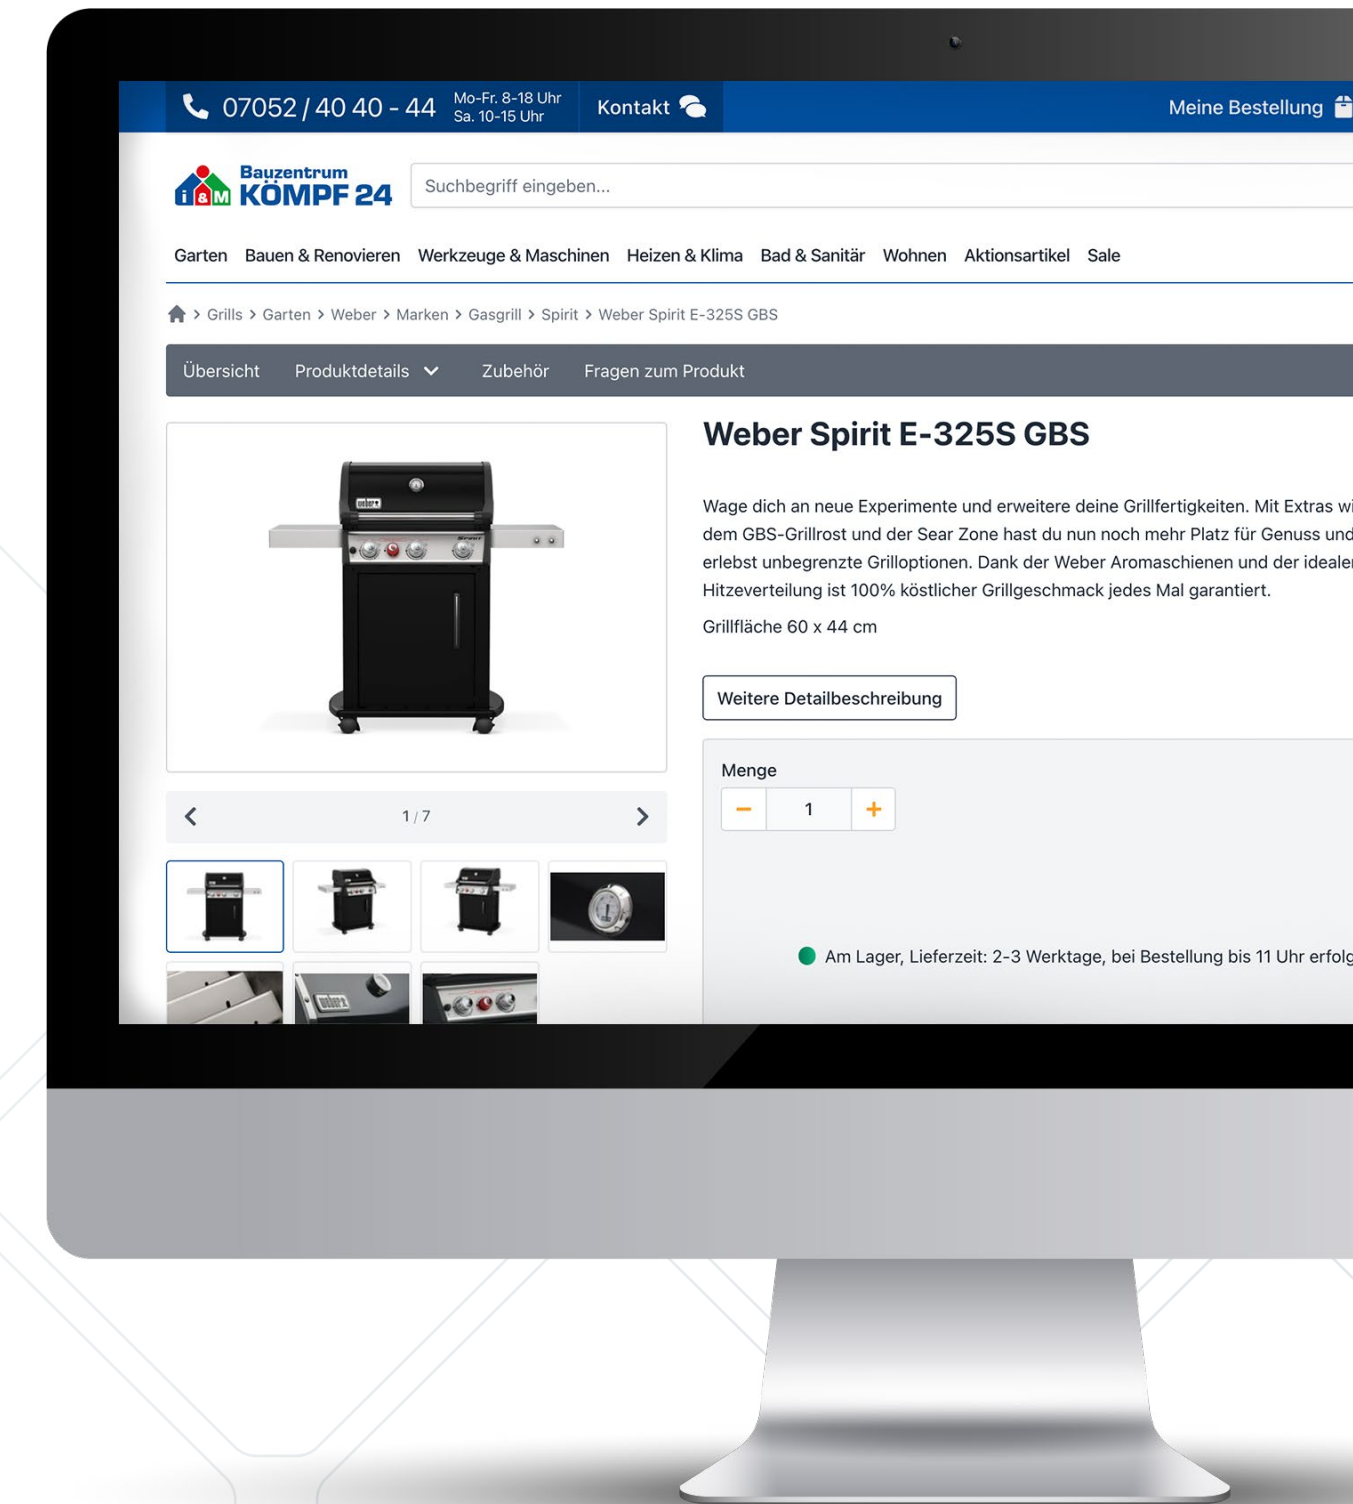 07052 / 40 40 - 44
Mo-Fr. 8-18 Uhr
Sa. 10-15 Uhr
Kontakt
Meine Bestellung
i&M
Bauzentrum
KÖMPF 24
Suchbegriff eingeben...
Garten Bauen & Renovieren Werkzeuge & Maschinen Heizen & Klima Bad & Sanitär Wohnen Aktionsartikel Sale
> Grills > Garten > Weber > Marken > Gasgrill > Spirit > Weber Spirit E-325S GBS
Übersicht Produktdetails Zubehör Fragen zum Produkt
Weber Spirit E-325S GBS
Wage dich an neue Experimente und erweitere deine Grillfertigkeiten. Mit Extras wi
dem GBS-Grillrost und der Sear Zone hast du nun noch mehr Platz für Genuss und
erlebst unbegrenzte Grilloptionen. Dank der Weber Aromaschienen und der idealer
Hitzeverteilung ist 100% köstlicher Grillgeschmack jedes Mal garantiert.
Grillfläche 60 x 44 cm
weber
Spirit
Weitere Detailbeschreibung
Menge
− 1 +
1 / 7
Am Lager, Lieferzeit: 2-3 Werktage, bei Bestellung bis 11 Uhr erfolg
weber